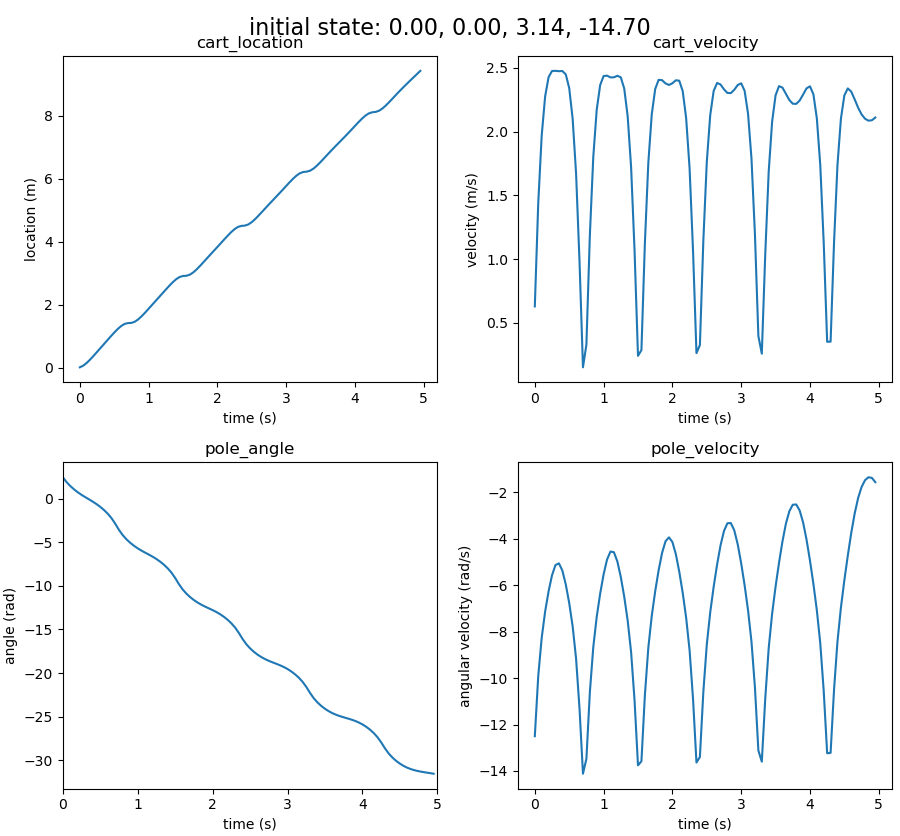 initial state: 0.00, 0.00, 3.14, -14.70
cart_location
location (m)
8
6
4
2
0
0 1 2 3 4 5
time (s)
cart_velocity
velocity (m/s)
2.5
2.0
1.5
1.0
0.5
0 1 2 3 4 5
time (s)
pole_angle
angle (rad)
0
−5
−10
−15
−20
−25
−30
0 1 2 3 4 5
time (s)
pole_velocity
angular velocity (rad/s)
−2
−4
−6
−8
−10
−12
−14
0 1 2 3 4 5
time (s)